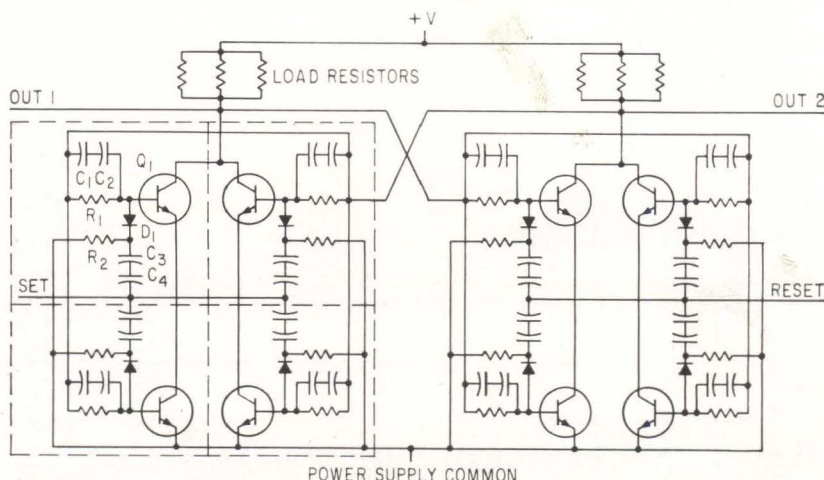 +V
LOAD RESISTORS
OUT 1
OUT 2
Q1
C1 C2
R1
D1
R2
C3
C4
SET
RESET
POWER SUPPLY COMMON